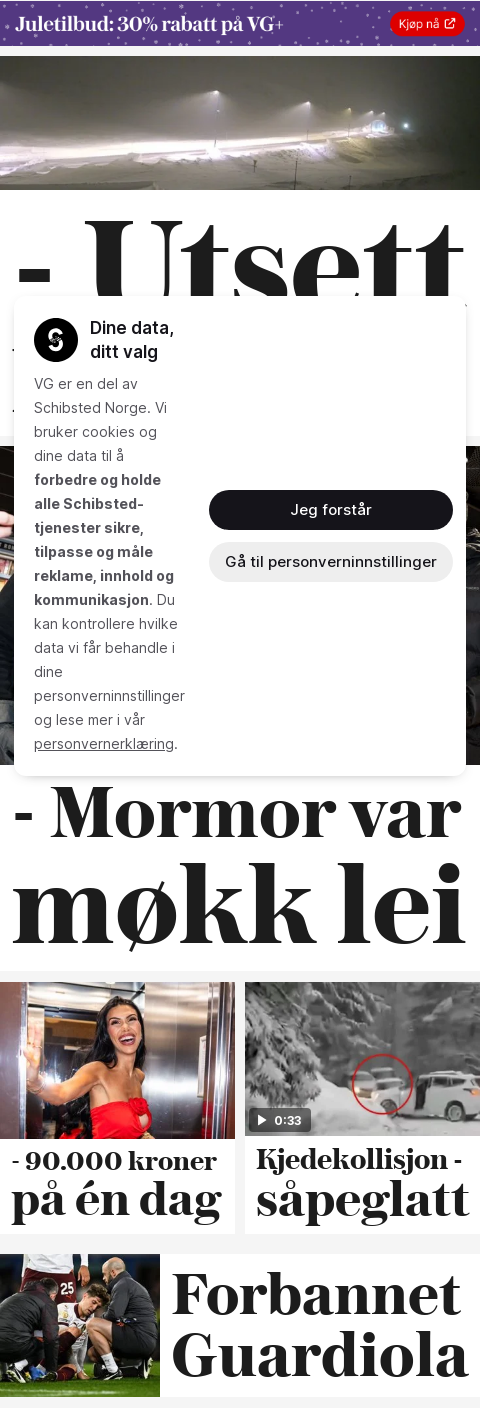 Juletilbud: 30% rabatt på VG+
Kjøp nå
- Utsett
Dine data,
ditt valg
VG er en del av
Schibsted Norge. Vi
bruker cookies og
dine data til å
forbedre og holde
alle Schibsted-
tjenester sikre,
tilpasse og måle
reklame, innhold og
kommunikasjon. Du
kan kontrollere hvilke
data vi får behandle i
dine
personverninnstillinger
og lese mer i vår
personvernerklæring.
Jeg forstår
Gå til personverninnstillinger
- Mormor var
møkk lei
0:33
- 90.000 kroner
på én dag
Kjedekollisjon -
såpeglatt
25
Forbannet
Guardiola